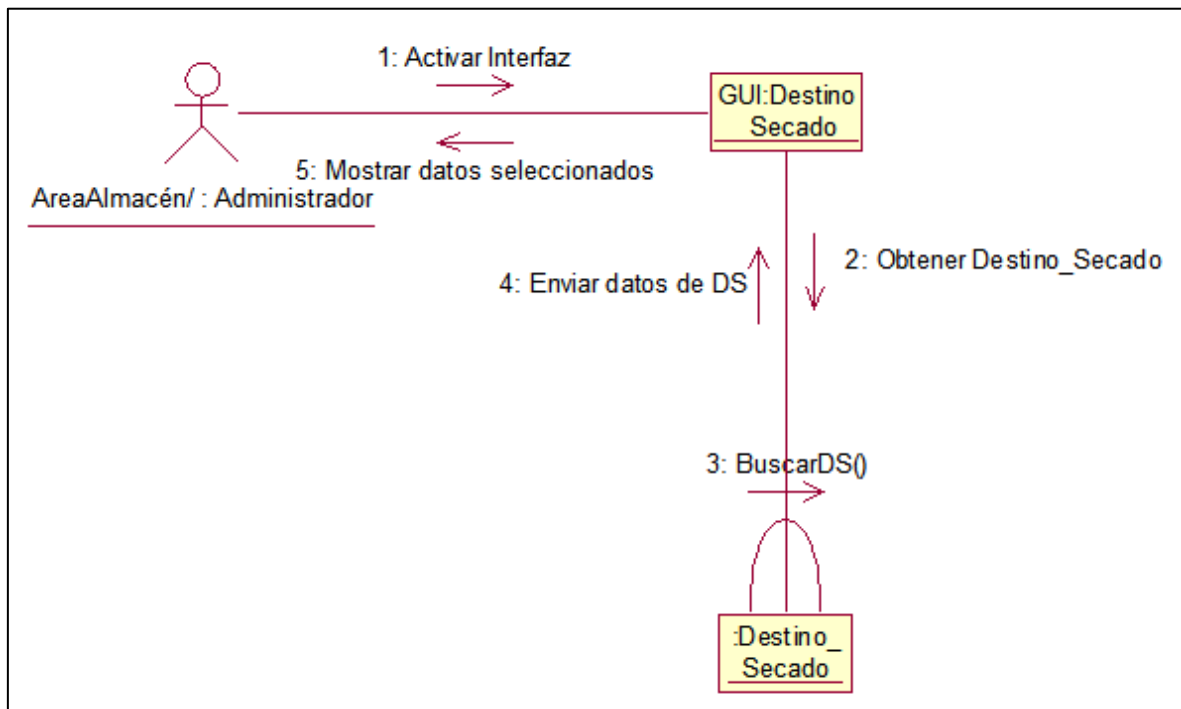 1: Activar Interfaz
GUI:Destino
Secado
5: Mostrar datos seleccionados
AreaAlmacén/ : Administrador
2: Obtener Destino_Secado
4: Enviar datos de DS
3: BuscarDS()
:Destino_
Secado